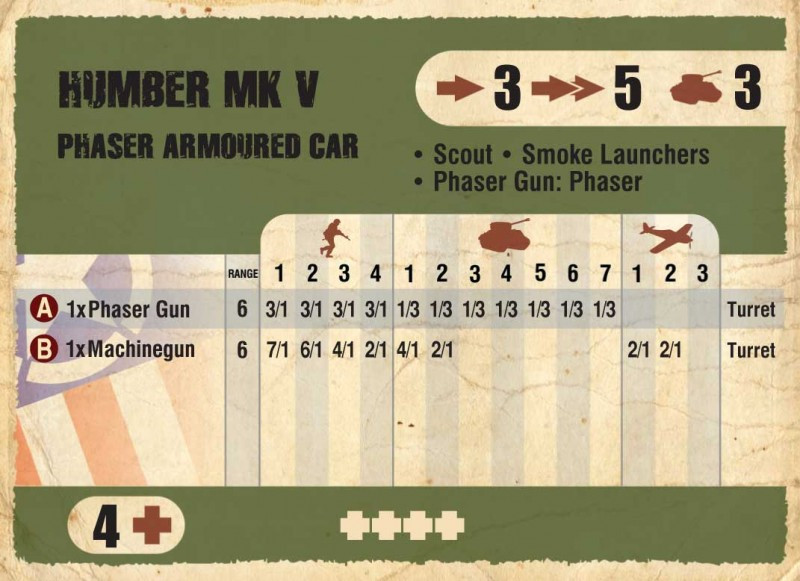 HUMBER MK V
3 5 3
PHASER ARMOURED CAR
• Scout • Smoke Launchers
• Phaser Gun: Phaser
RANGE 1 2 3 4 1 2 3 4 5 6 7 1 2 3
A 1xPhaser Gun 6 3/1 3/1 3/1 3/1 1/3 1/3 1/3 1/3 1/3 1/3 1/3 Turret
B 1xMachinegun 6 7/1 6/1 4/1 2/1 4/1 2/1 2/1 2/1 Turret
4